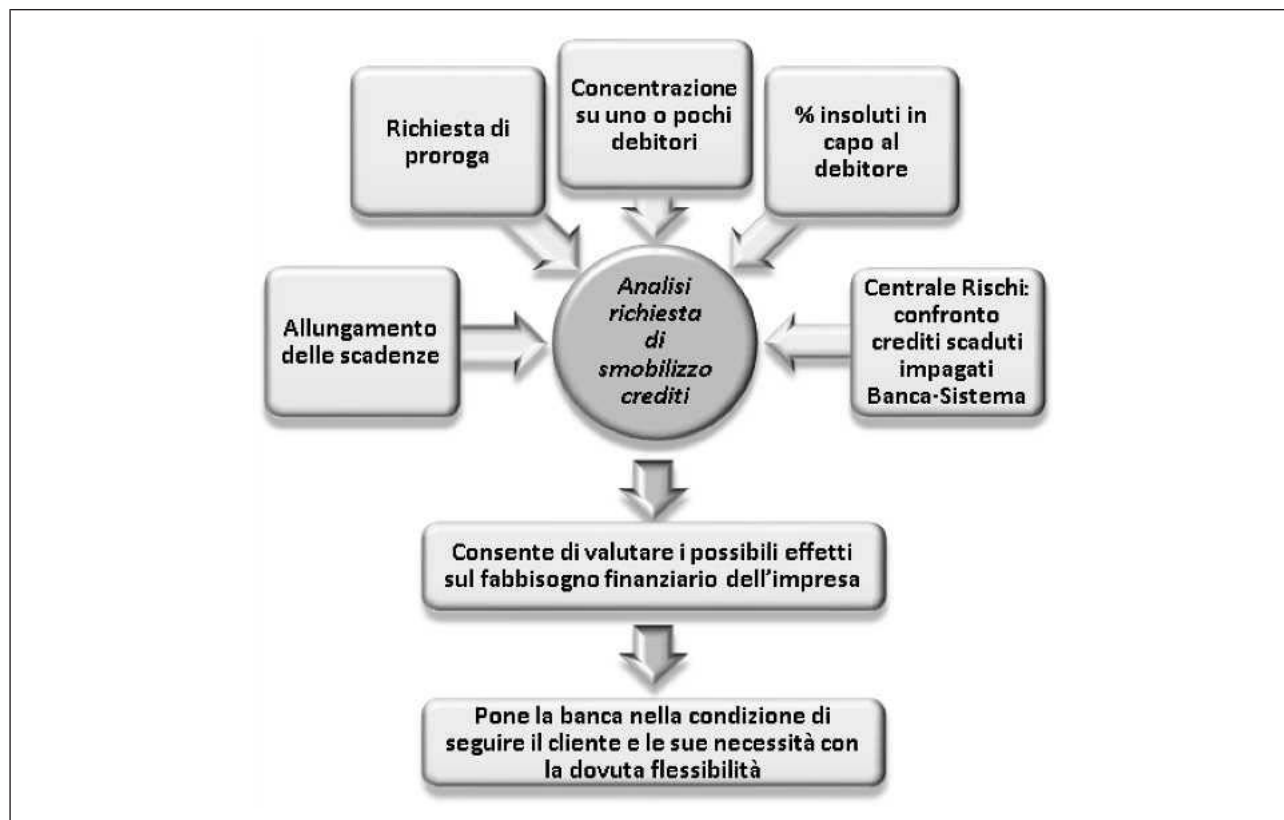 Richiesta di
proroga
Concentrazione
su uno o pochi
debitori
% insoluti in
capo al
debitore
Allungamento
delle scadenze
Analisi
richiesta
di
smobilizzo
crediti
Centrale Rischi:
confronto
crediti scaduti
impagati
Banca-Sistema
Consente di valutare i possibili effetti
sul fabbisogno finanziario dell'impresa
Pone la banca nella condizione di
seguire il cliente e le sue necessità con
la dovuta flessibilità